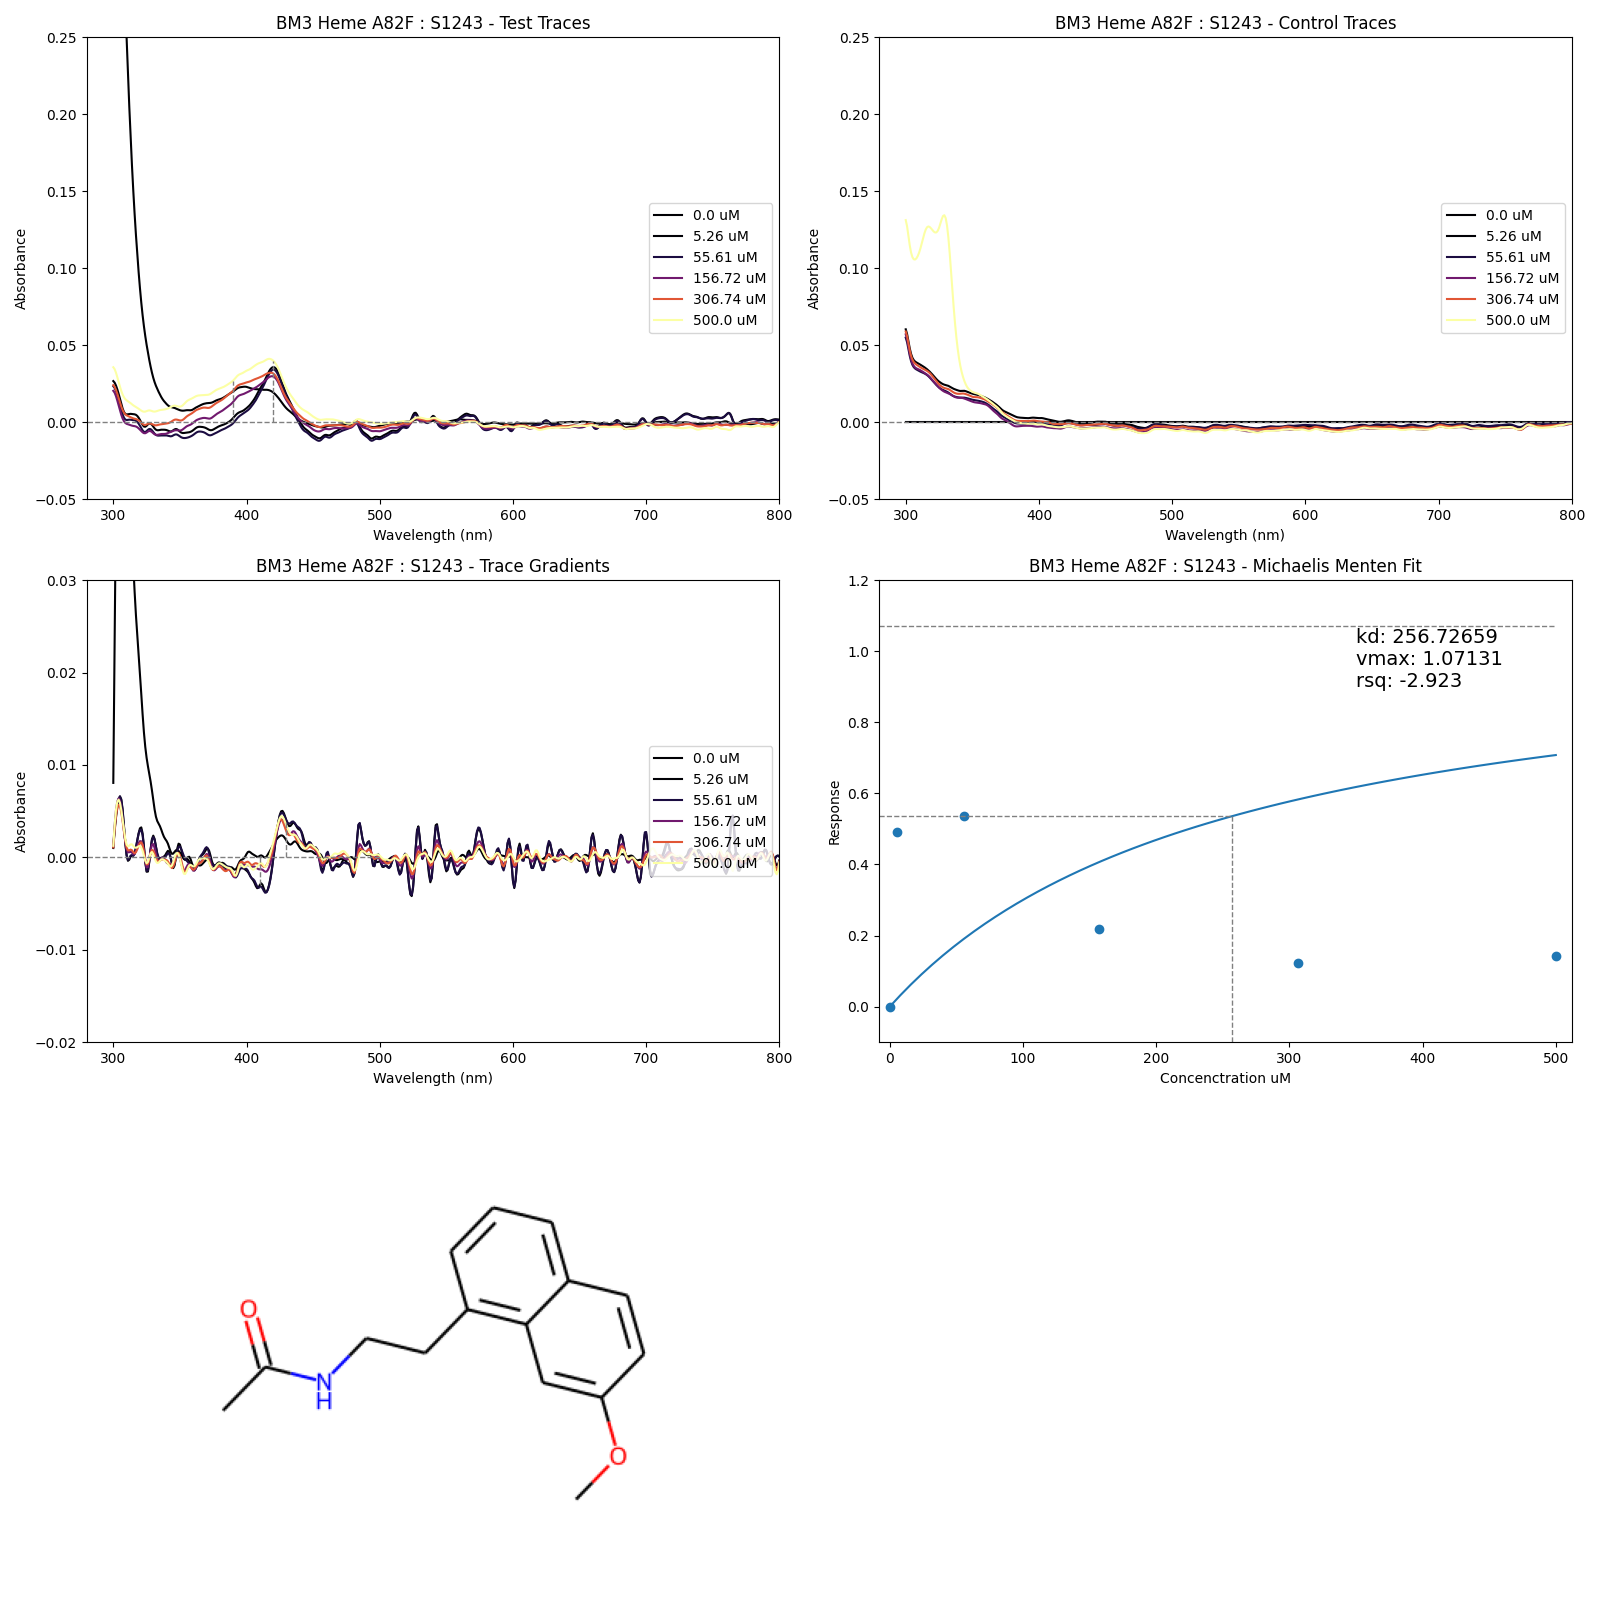 BM3 Heme A82F : S1243 - Test Traces
0.25
0.20
0.15
0.10
0.05
0.00
−0.05
Absorbance
300
400
500
600
700
800
Wavelength (nm)
0.0 uM
5.26 uM
55.61 uM
156.72 uM
306.74 uM
500.0 uM
BM3 Heme A82F : S1243 - Control Traces
0.25
0.20
0.15
0.10
0.05
0.00
−0.05
Absorbance
300
400
500
600
700
800
Wavelength (nm)
0.0 uM
5.26 uM
55.61 uM
156.72 uM
306.74 uM
500.0 uM
BM3 Heme A82F : S1243 - Trace Gradients
0.03
0.02
0.01
0.00
−0.01
−0.02
Absorbance
300
400
500
600
700
800
Wavelength (nm)
0.0 uM
5.26 uM
55.61 uM
156.72 uM
306.74 uM
500.0 uM
BM3 Heme A82F : S1243 - Michaelis Menten Fit
1.2
1.0
0.8
0.6
0.4
0.2
0.0
Response
kd: 256.72659
vmax: 1.07131
rsq: -2.923
0
100
200
300
400
500
Concenctration uM
O
N
H
O